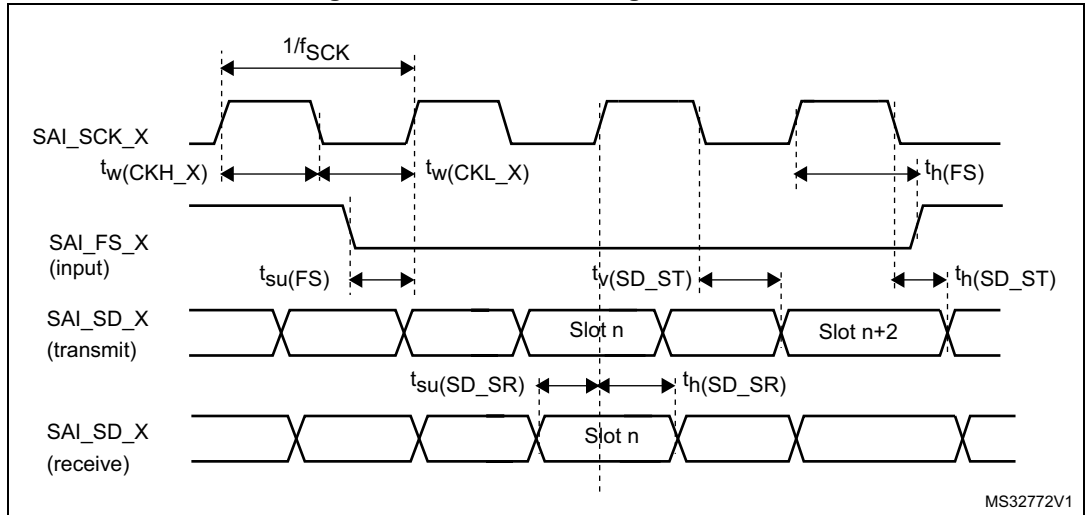 1/fSCK
SAI_SCK_X
tw(CKH_X)
tw(CKL_X)
th(FS)
SAI_FS_X
(input)
tsu(FS)
tv(SD_ST)
th(SD_ST)
SAI_SD_X
(transmit)
Slot n
Slot n+2
tsu(SD_SR)
th(SD_SR)
SAI_SD_X
(receive)
Slot n
MS32772V1